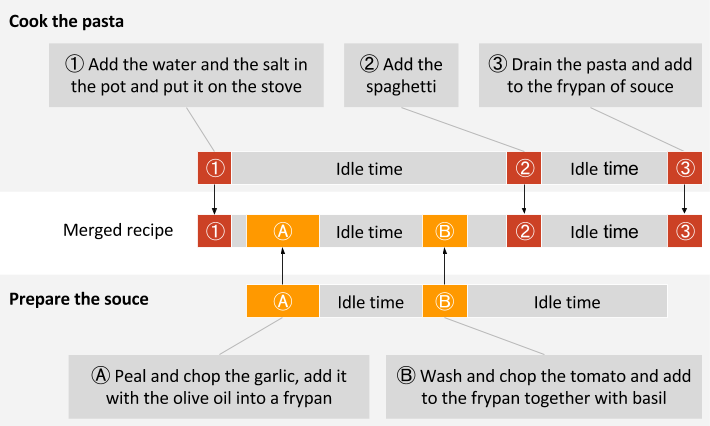 Cook the pasta
① Add the water and the salt in
the pot and put it on the stove
② Add the
spaghetti
③ Drain the pasta and add
to the frypan of souce
① Idle time ② Idle time ③
Merged recipe ① Ⓐ Idle time Ⓑ ② Idle time ③
Prepare the souce
Ⓐ Idle time Ⓑ Idle time
Ⓐ Peal and chop the garlic, add it
with the olive oil into a frypan
Ⓑ Wash and chop the tomato and add
to the frypan together with basil